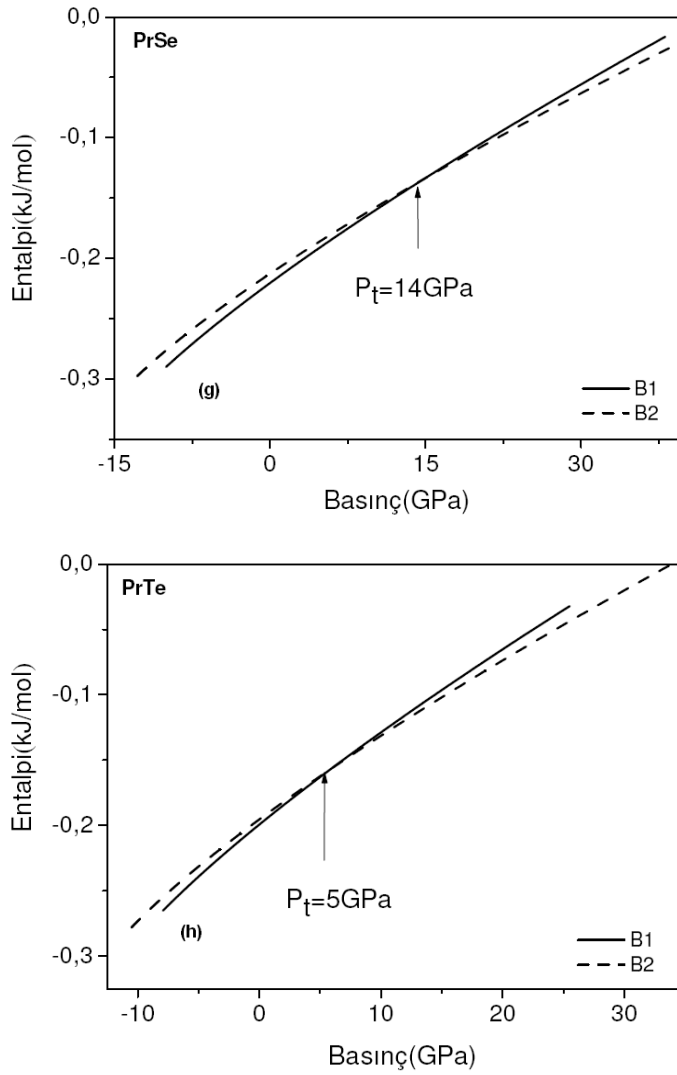 0,0
PrSe
-0,1
Entalpi(kJ/mol)
-0,2
Pt=14GPa
-0,3
(g)
B1
B2
-15
0
15
30
Basınç(GPa)
0,0
PrTe
-0,1
Entalpi(kJ/mol)
-0,2
Pt=5GPa
-0,3
(h)
B1
B2
-10
0
10
20
30
Basınç(GPa)